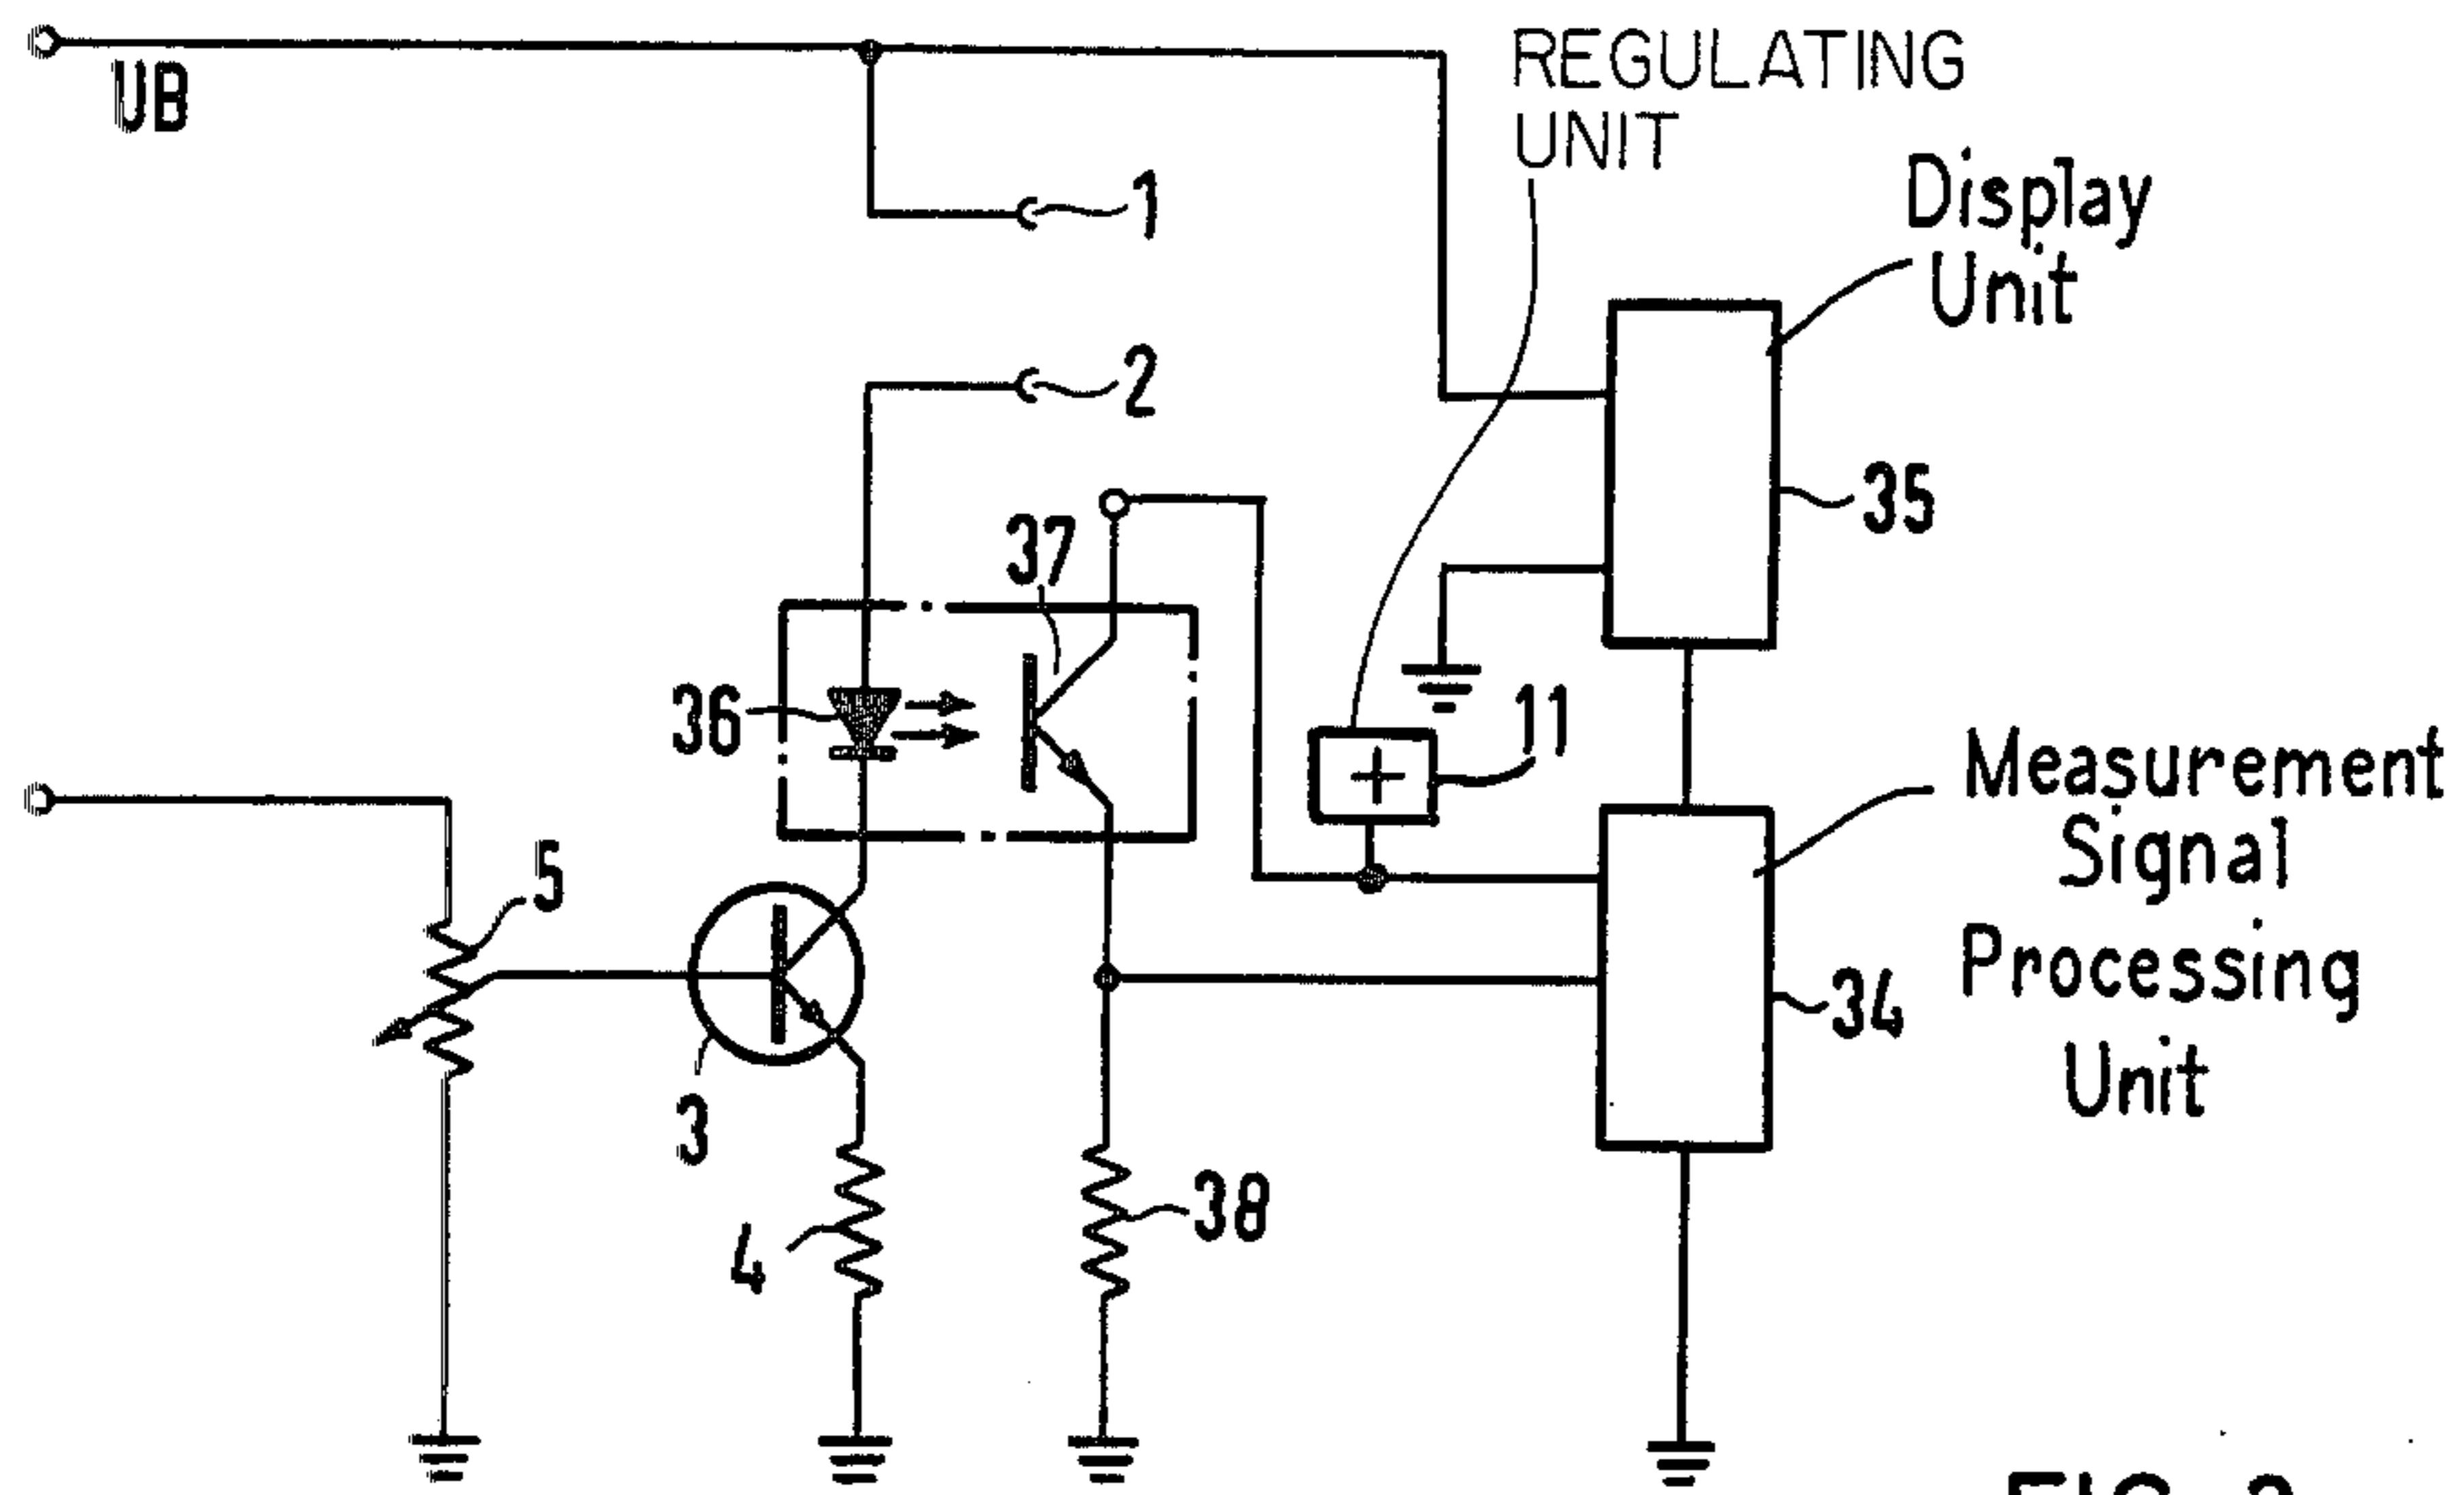 UB
REGULATING
UNIT
1
Display
Unit
2
35
37
36
11
Measurement
Signal
Processing
Unit
5
34
3
4
38
+